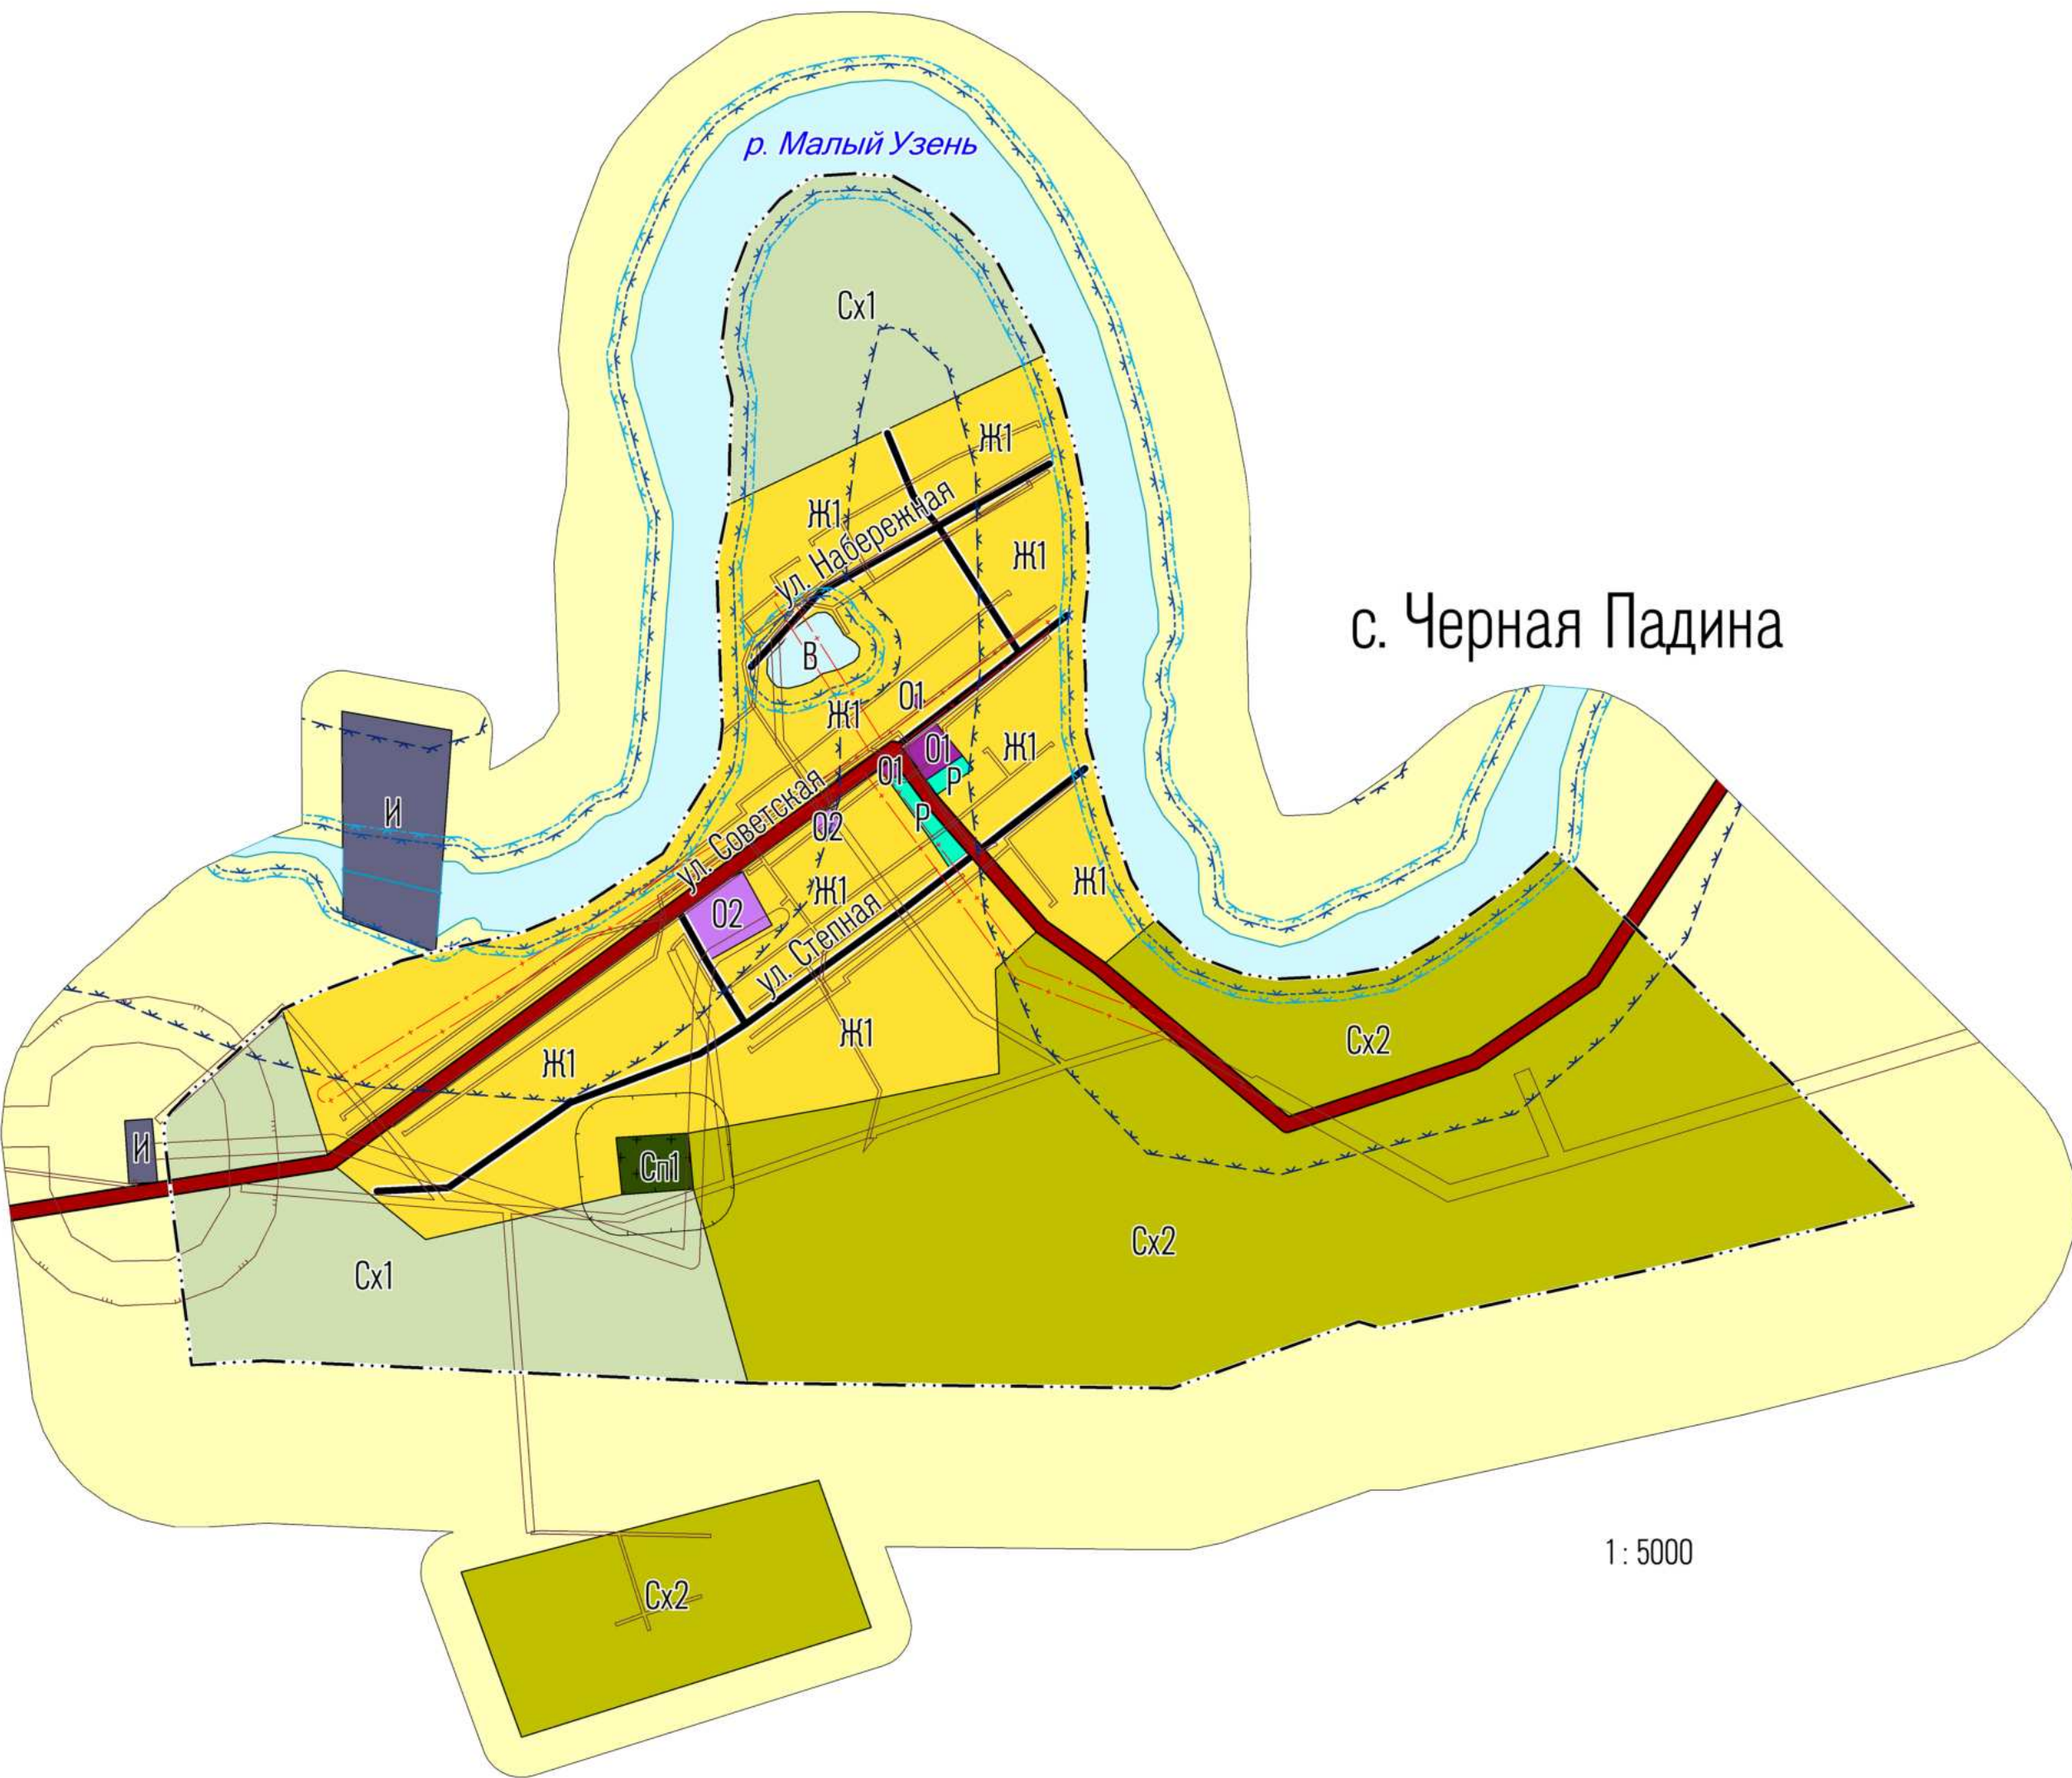 р. Малый Узень
Сх1
Ж1
Ж1
ул. Набережная
Ж1
с. Черная Падина
В
О1
Ж1
О1
Ж1
О1
Р
И
Р
О2
ул. Советская
Ж1
Ж1
О2
ул. Степная
Ж1
Сх2
Ж1
И
Сп1
Сх2
Сх1
1 : 5000
Сх2